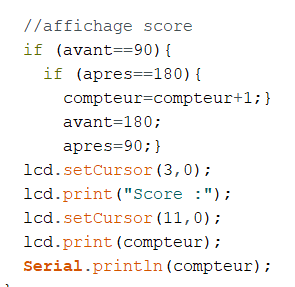 //affichage score
if (avant==90){
if (apres==180){
compteur=compteur+1;}
avant=180;
apres=90;}
lcd.setCursor(3,0);
lcd.print("Score :");
lcd.setCursor(11,0);
lcd.print(compteur);
Serial.println(compteur);